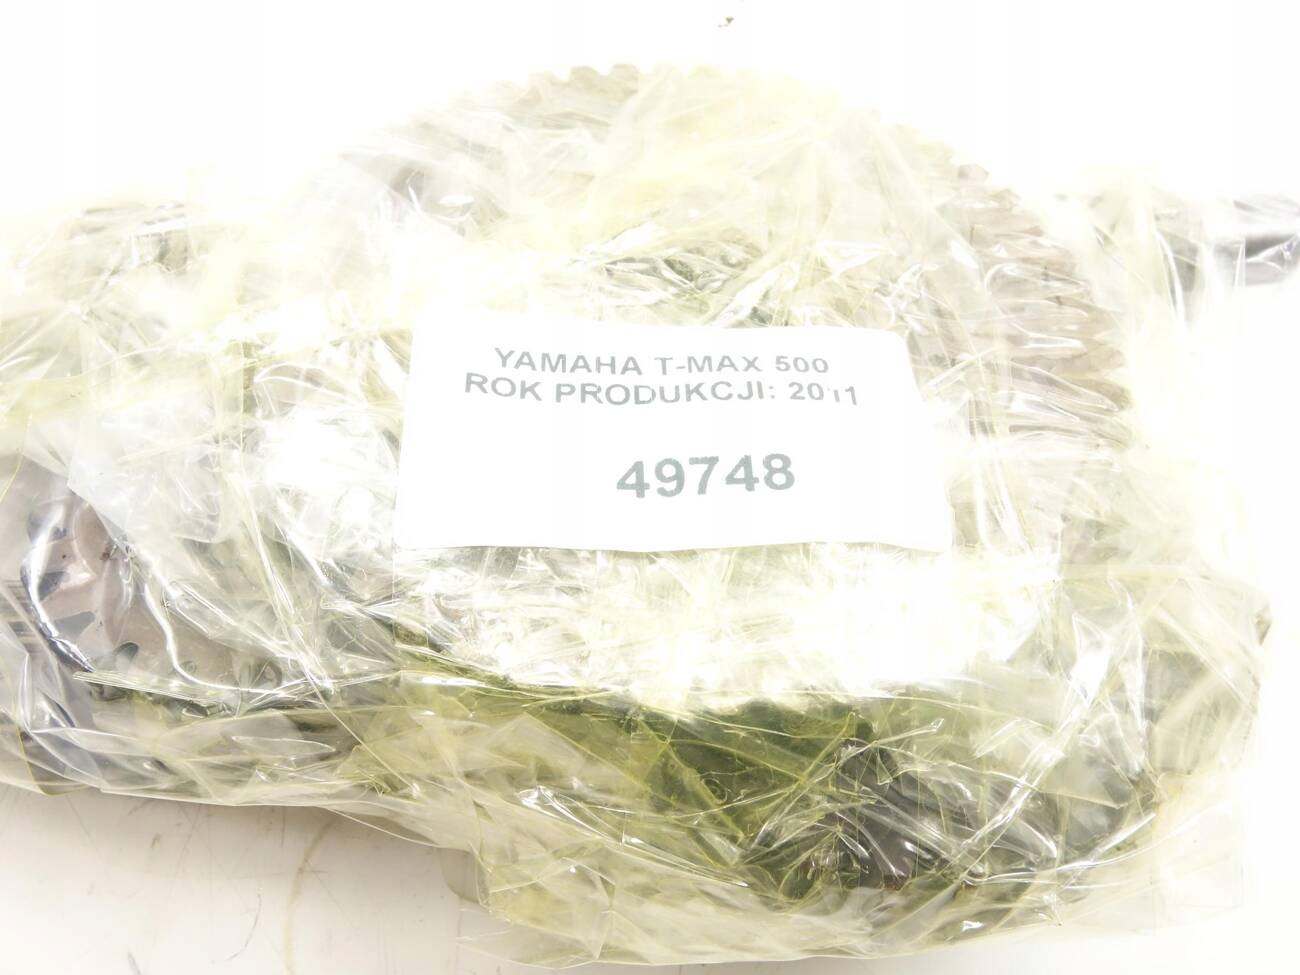 YAMAHA T-MAX 500
ROK PRODUKCJI: 2011
49748